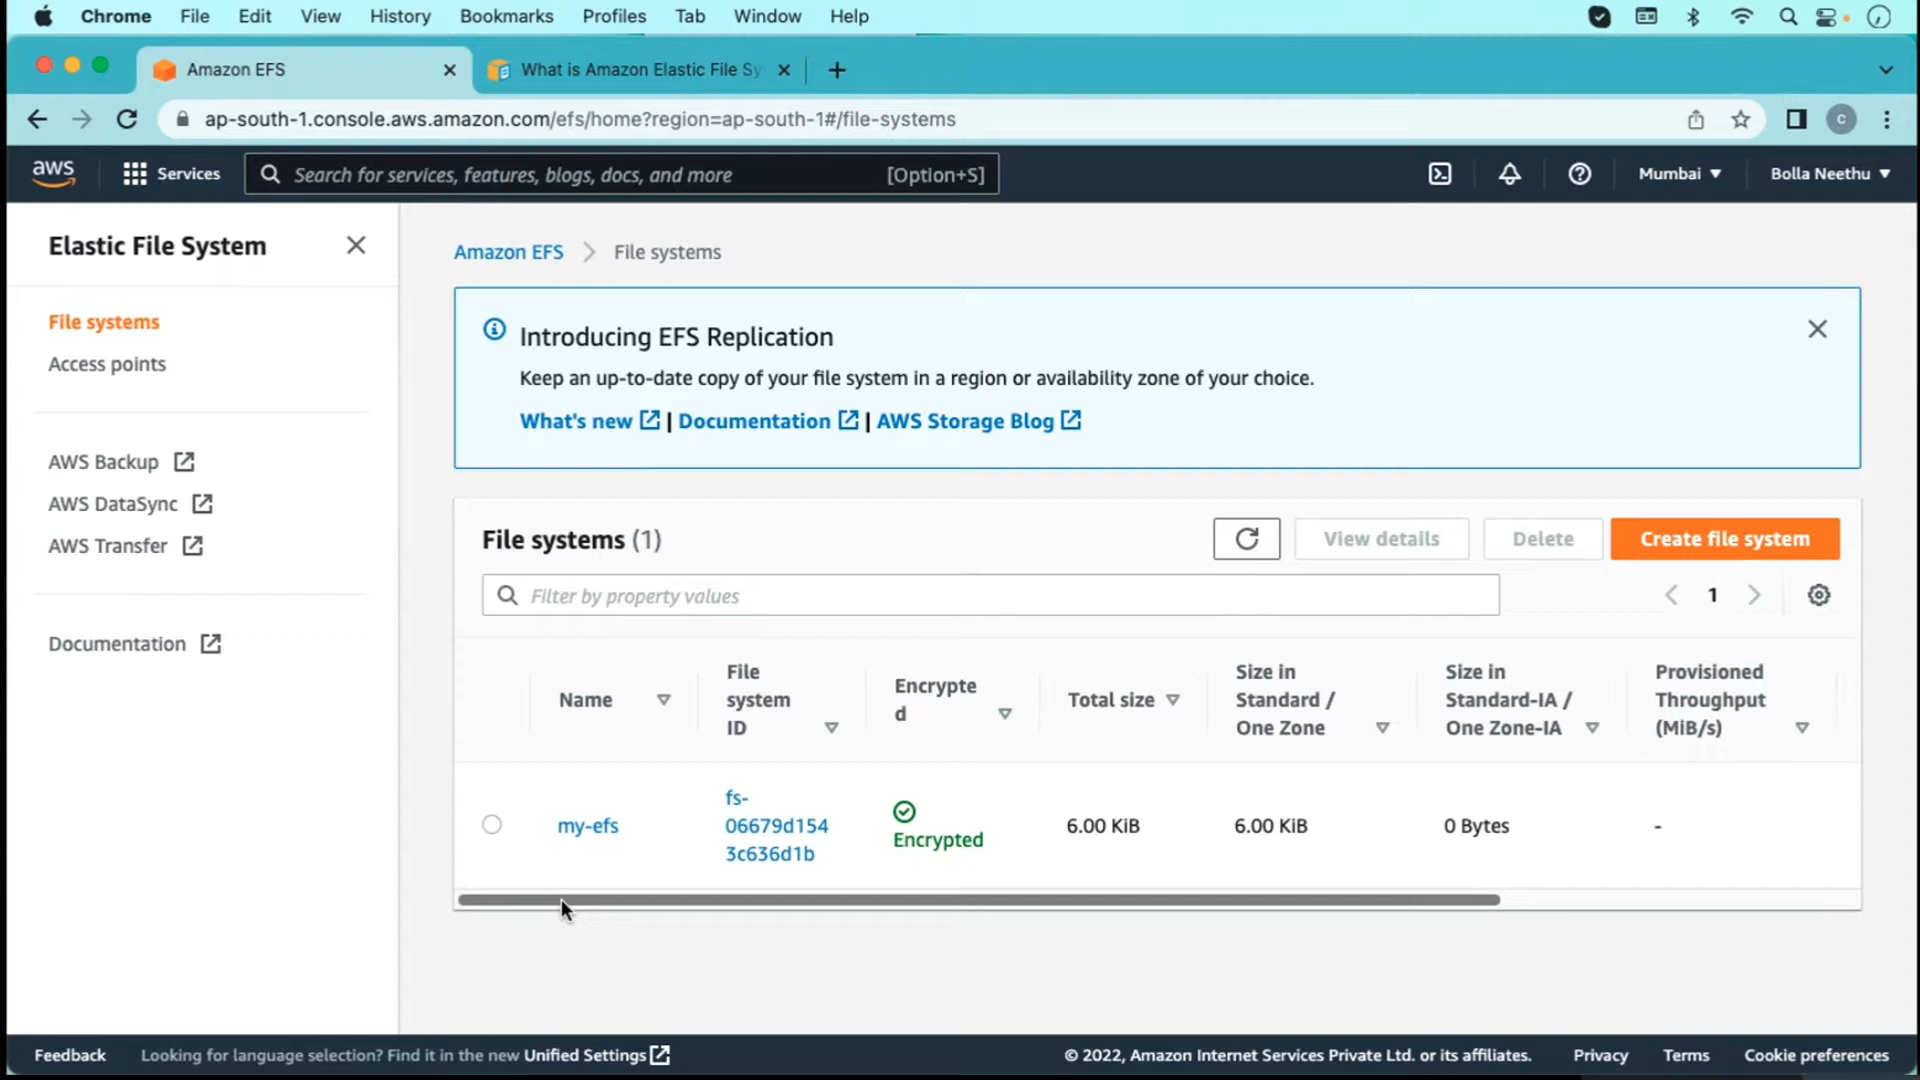 Chrome File Edit View History Bookmarks Profiles Tab Window Help
Amazon EFS
What is Amazon Elastic File Sy
ap-south-1.console.aws.amazon.com/efs/home?region=ap-south-1#/file-systems
C
aws
Services
Search for services, features, blogs, docs, and more [Option+S]
Mumbai
Bolla Neethu
Elastic File System
File systems
Access points
AWS Backup
AWS DataSync
AWS Transfer
Documentation
Amazon EFS
File systems
Introducing EFS Replication
Keep an up-to-date copy of your file system in a region or availability zone of your choice.
What's new | Documentation | AWS Storage Blog
File systems (1)
View details
Delete
Create file system
Filter by property values
1
Name
File
system
ID
Encrypte
d
Total size
Size in
Standard /
One Zone
Size in
Standard-IA /
One Zone-IA
Provisioned
Throughput
(MiB/s)
my-efs
fs-
06679d154
3c636d1b
Encrypted
6.00 KiB
6.00 KiB
0 Bytes
-
Feedback
Looking for language selection? Find it in the new Unified Settings
© 2022, Amazon Internet Services Private Ltd. or its affiliates.
Privacy
Terms
Cookie preferences